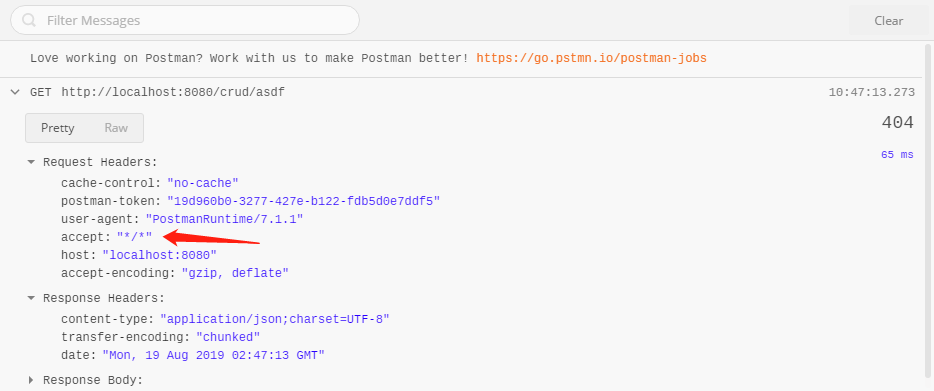 Filter Messages
Clear
Love working on Postman? Work with us to make Postman better! https://go.pstmn.io/postman-jobs
GET http://localhost:8080/crud/asdf 10:47:13.273
Pretty Raw
404
65 ms
Request Headers:
cache-control: "no-cache"
postman-token: "19d960b0-3277-427e-b122-fdb5d0e7ddf5"
user-agent: "PostmanRuntime/7.1.1"
accept: "*/*"
host: "localhost:8080"
accept-encoding: "gzip, deflate"
Response Headers:
content-type: "application/json;charset=UTF-8"
transfer-encoding: "chunked"
date: "Mon, 19 Aug 2019 02:47:13 GMT"
Response Body: